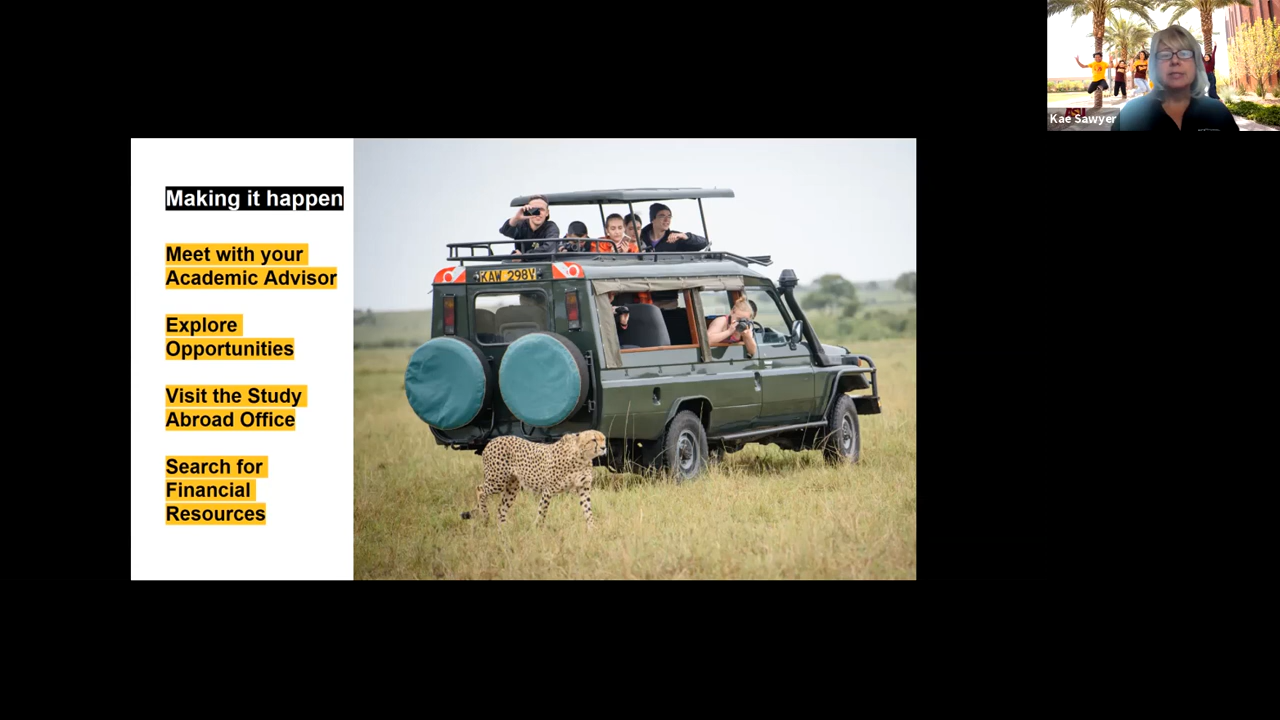 Making it happen
Meet with your
Academic Advisor
Explore
Opportunities
Visit the Study
Abroad Office
Search for
Financial
Resources
KAW 298V
ASU
Kae Sawyer